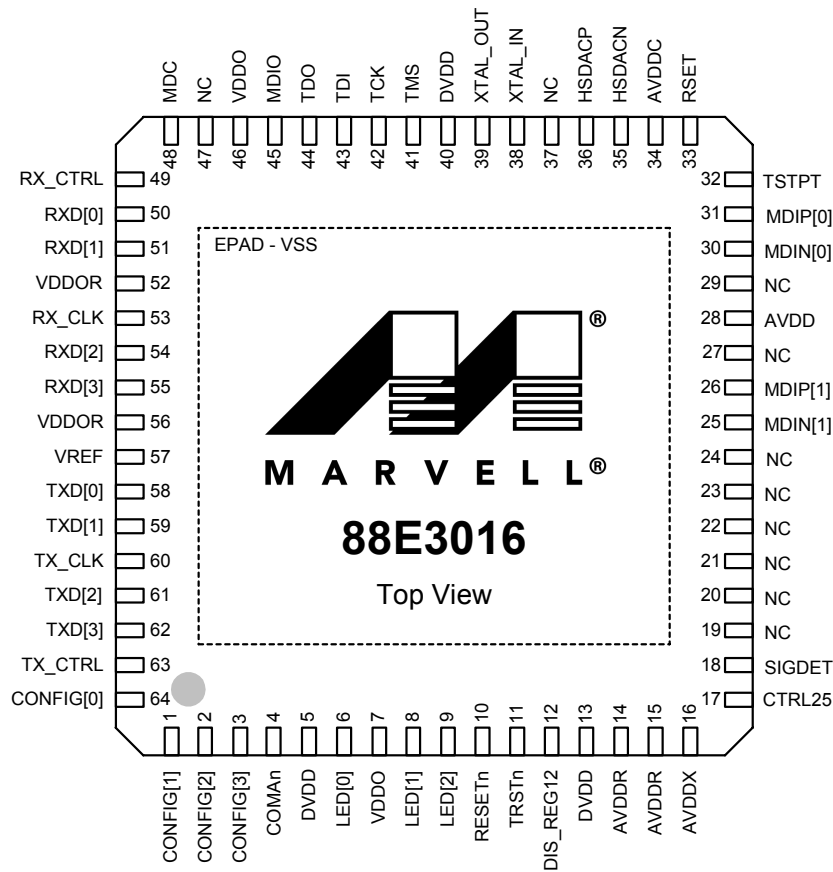 MDC
NC
VDDO
MDIO
TDO
TDI
TCK
TMS
DVDD
XTAL_OUT
XTAL_IN
NC
HSDACP
HSDACN
AVDDC
RSET
48
47
46
45
44
43
42
41
40
39
38
37
36
35
34
33
RX_CTRL 49
RXD[0] 50
RXD[1] 51
VDDOR 52
RX_CLK 53
RXD[2] 54
RXD[3] 55
VDDOR 56
VREF 57
TXD[0] 58
TXD[1] 59
TX_CLK 60
TXD[2] 61
TXD[3] 62
TX_CTRL 63
CONFIG[0] 64
EPAD - VSS
®
MARVELL®
88E3016
Top View
32 TSTPT
31 MDIP[0]
30 MDIN[0]
29 NC
28 AVDD
27 NC
26 MDIP[1]
25 MDIN[1]
24 NC
23 NC
22 NC
21 NC
20 NC
19 NC
18 SIGDET
17 CTRL25
1
2
3
4
5
6
7
8
9
10
11
12
13
14
15
16
CONFIG[1]
CONFIG[2]
CONFIG[3]
COMAn
DVDD
LED[0]
VDDO
LED[1]
LED[2]
RESETn
TRSTn
DIS_REG12
DVDD
AVDDR
AVDDR
AVDDX